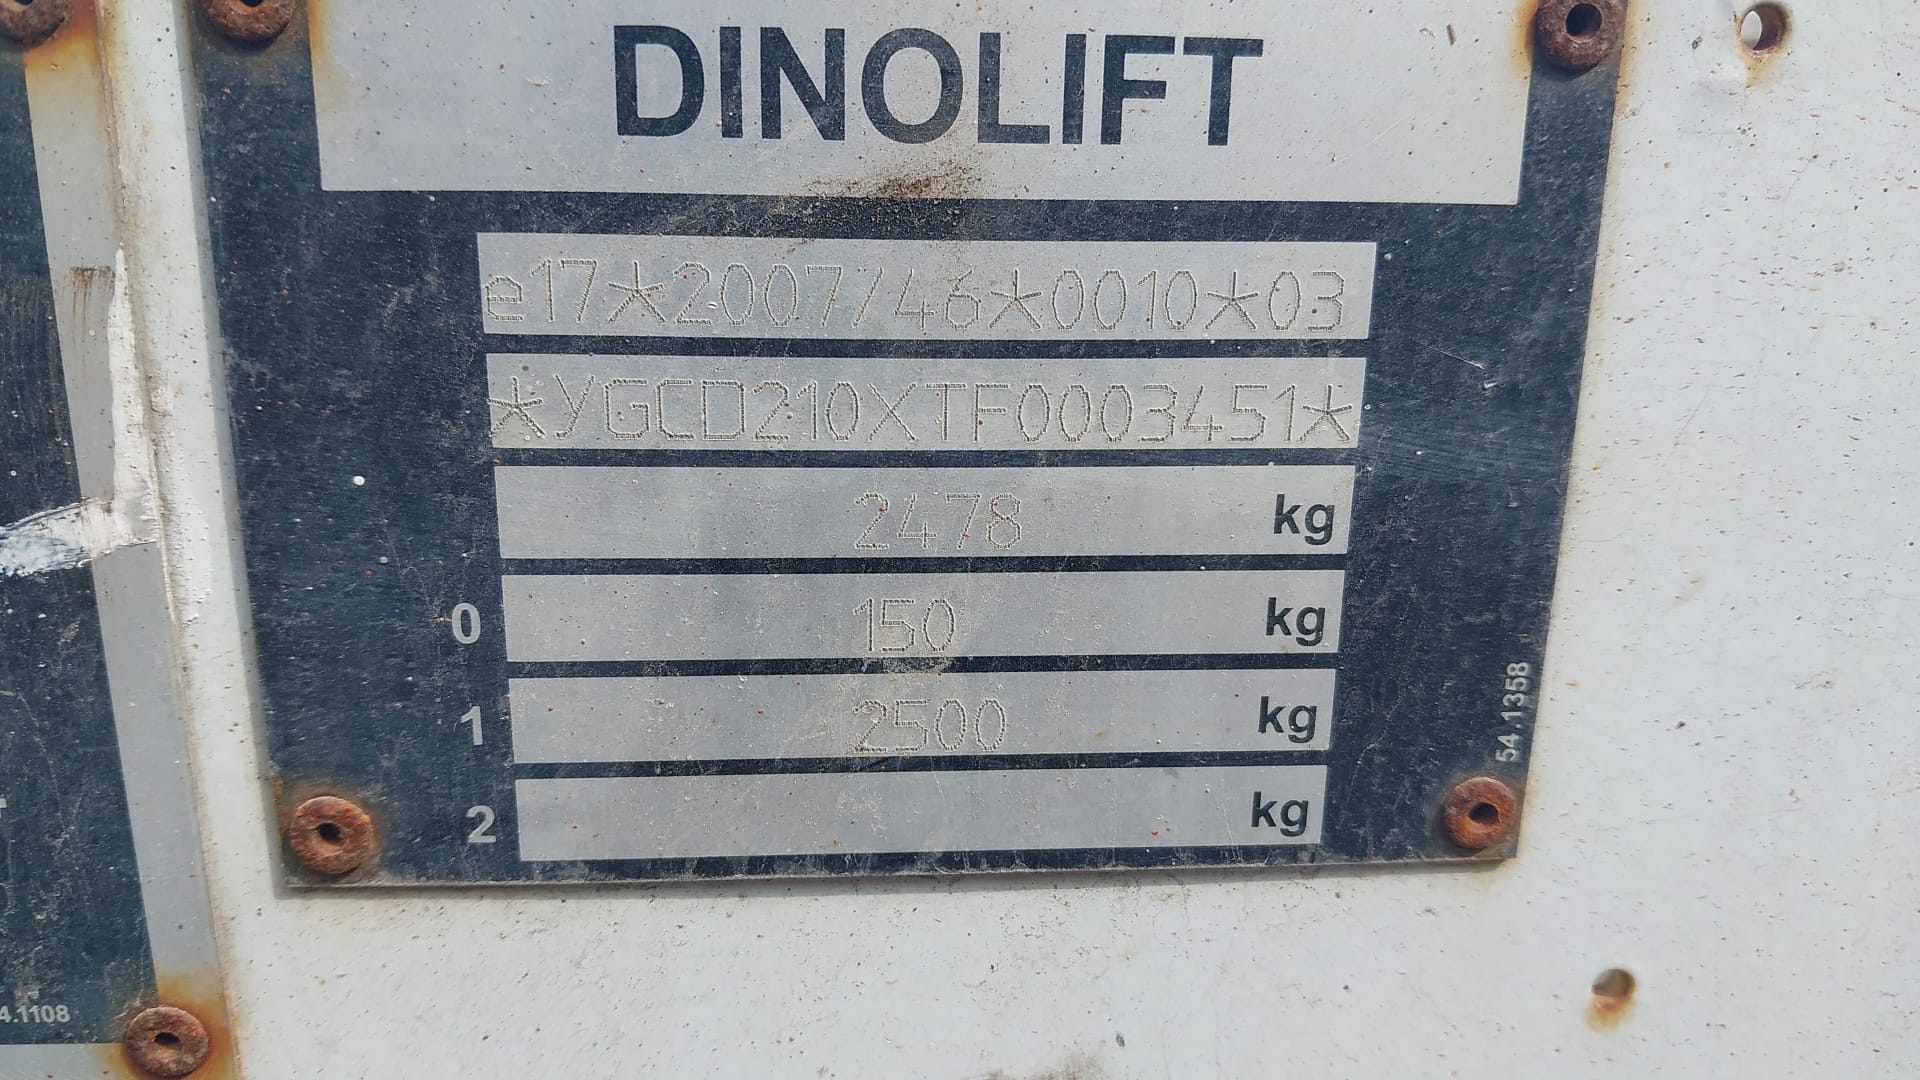 DINOLIFT
e17*2007/46*0010*03
*YGCD210XTF0003451*
2478 kg
0 150 kg
1 2500 kg
2 kg
54.1358
4.1108